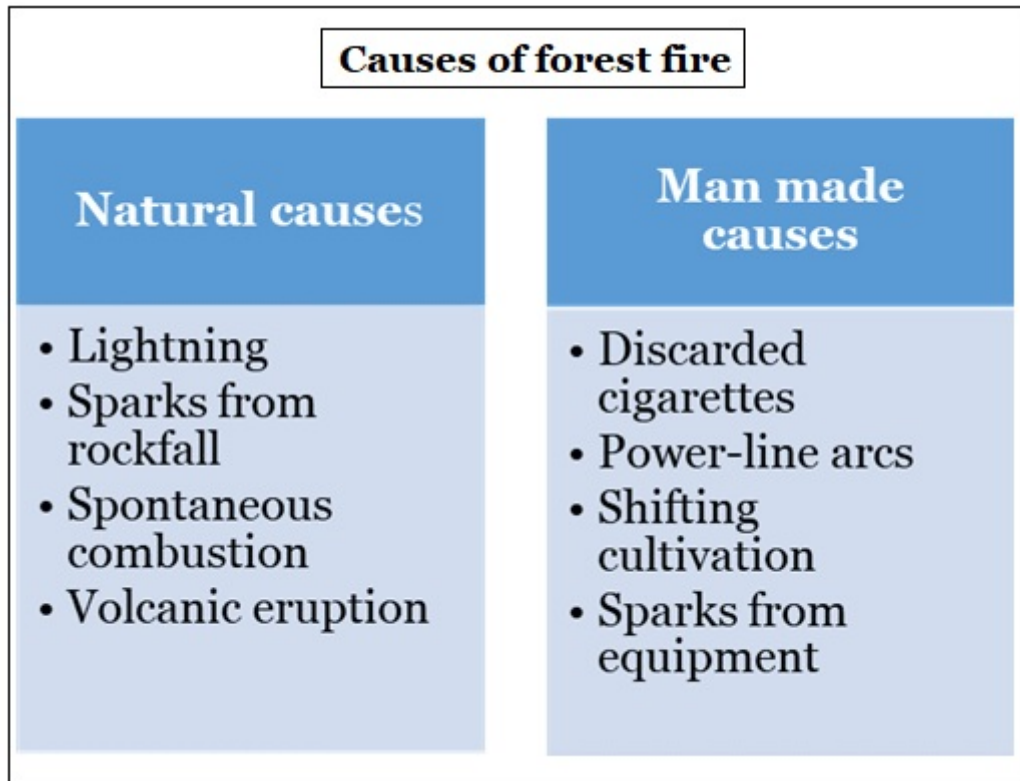 Causes of forest fire
Natural causes
• Lightning
• Sparks from
rockfall
• Spontaneous
combustion
• Volcanic eruption
Man made
causes
• Discarded
cigarettes
• Power-line arcs
• Shifting
cultivation
• Sparks from
equipment